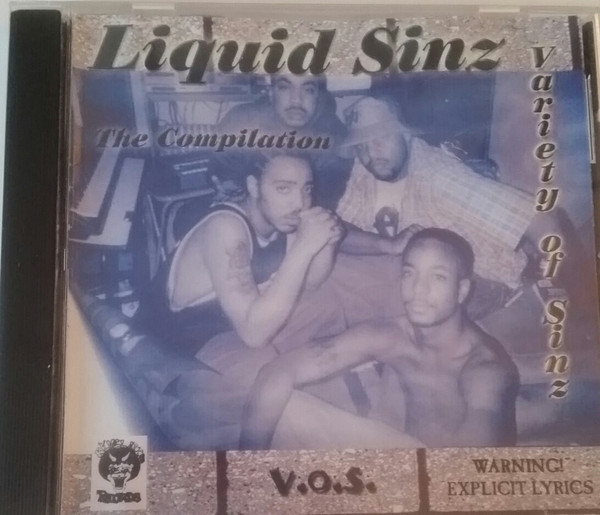 Liquid Sinz
The Compilation
Variety of Sinz
V.O.S.
WARNING!
EXPLICIT LYRICS